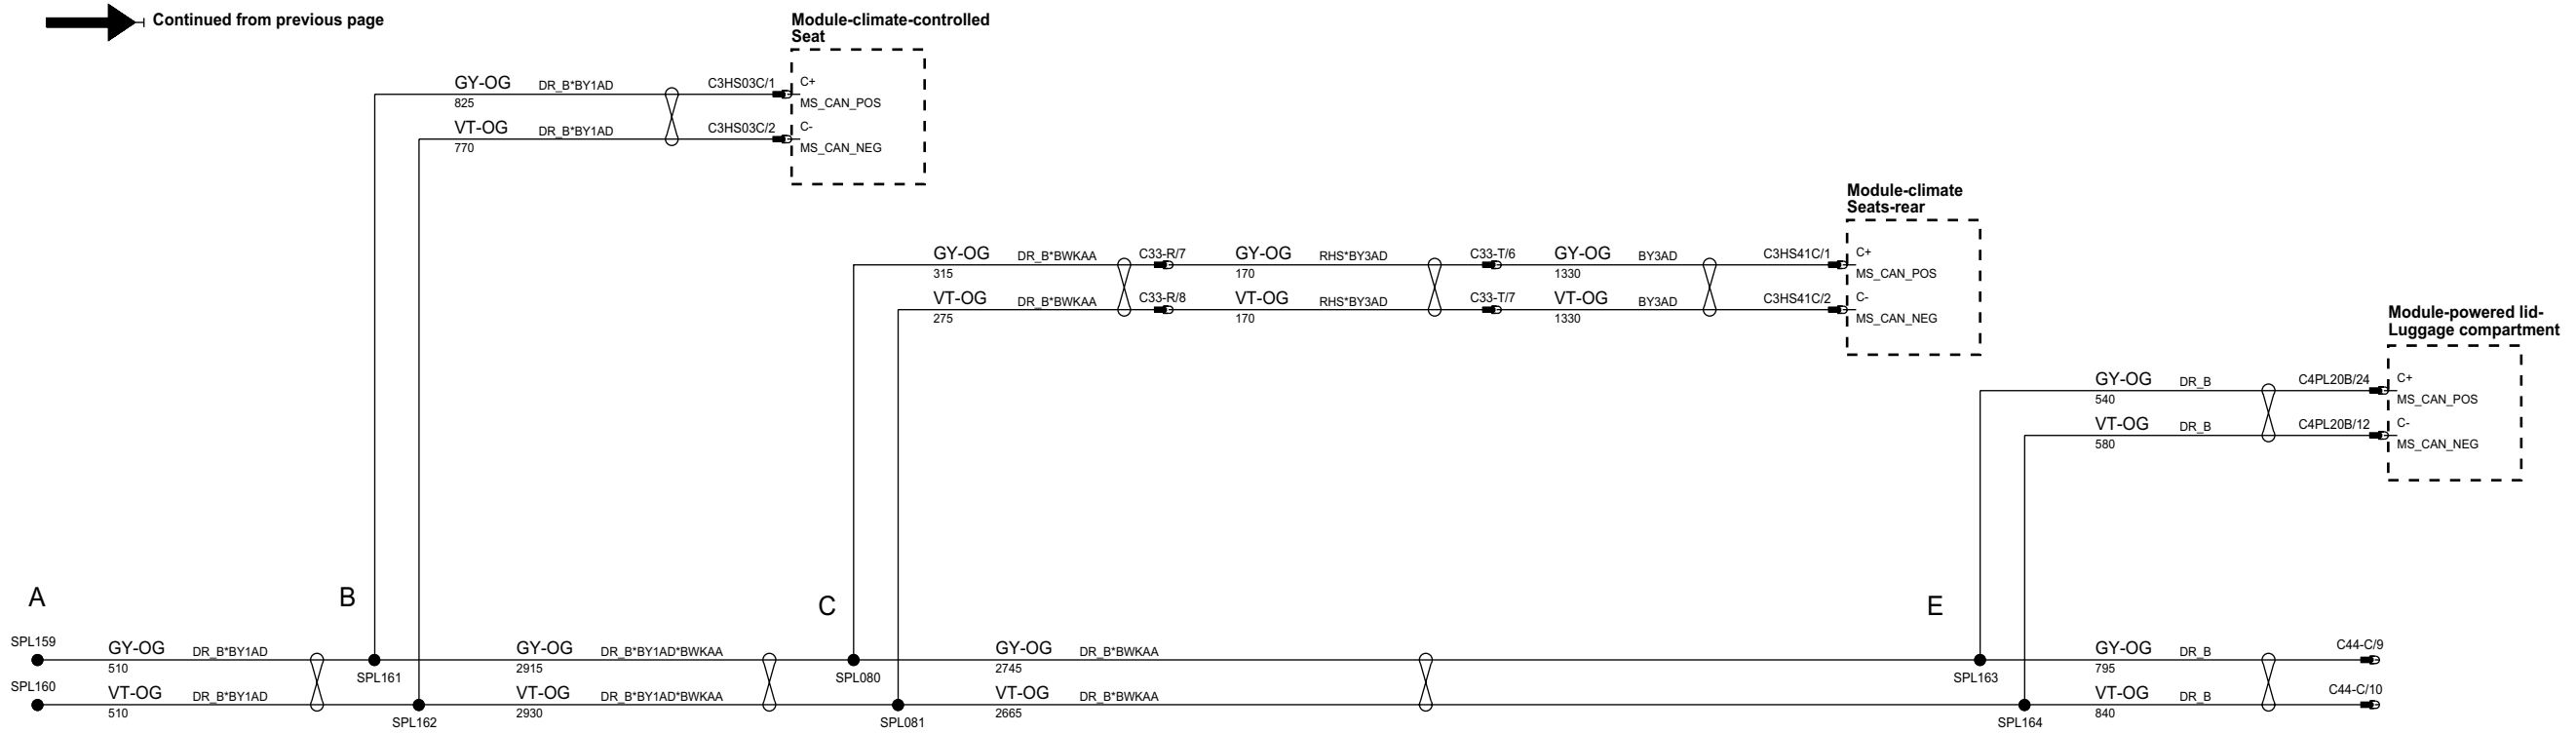 Continued from previous page
Module-climate-controlled
Seat
GY-OG DR_B*BY1AD C3HS03C/1 C+
825 MS_CAN_POS
VT-OG DR_B*BY1AD C3HS03C/2 C-
770 MS_CAN_NEG
Module-climate
Seats-rear
GY-OG DR_B*BWKAA C33-R/7 GY-OG RHS*BY3AD C33-T/6 GY-OG BY3AD C3HS41C/1 C+
315 170 1330 MS_CAN_POS
VT-OG DR_B*BWKAA C33-R/8 VT-OG RHS*BY3AD C33-T/7 VT-OG BY3AD C3HS41C/2 C-
275 170 1330 MS_CAN_NEG
Module-powered lid-
Luggage compartment
GY-OG DR_B C4PL20B/24 C+
540 MS_CAN_POS
VT-OG DR_B C4PL20B/12 C-
580 MS_CAN_NEG
A B C E
SPL159 GY-OG DR_B*BY1AD GY-OG DR_B*BY1AD*BWKAA GY-OG DR_B*BWKAA GY-OG DR_B C44-C/9
510 2915 2745 795
SPL161 SPL080 SPL163
SPL160 VT-OG DR_B*BY1AD VT-OG DR_B*BY1AD*BWKAA VT-OG DR_B*BWKAA VT-OG DR_B C44-C/10
510 2930 2665 840
SPL162 SPL081 SPL164